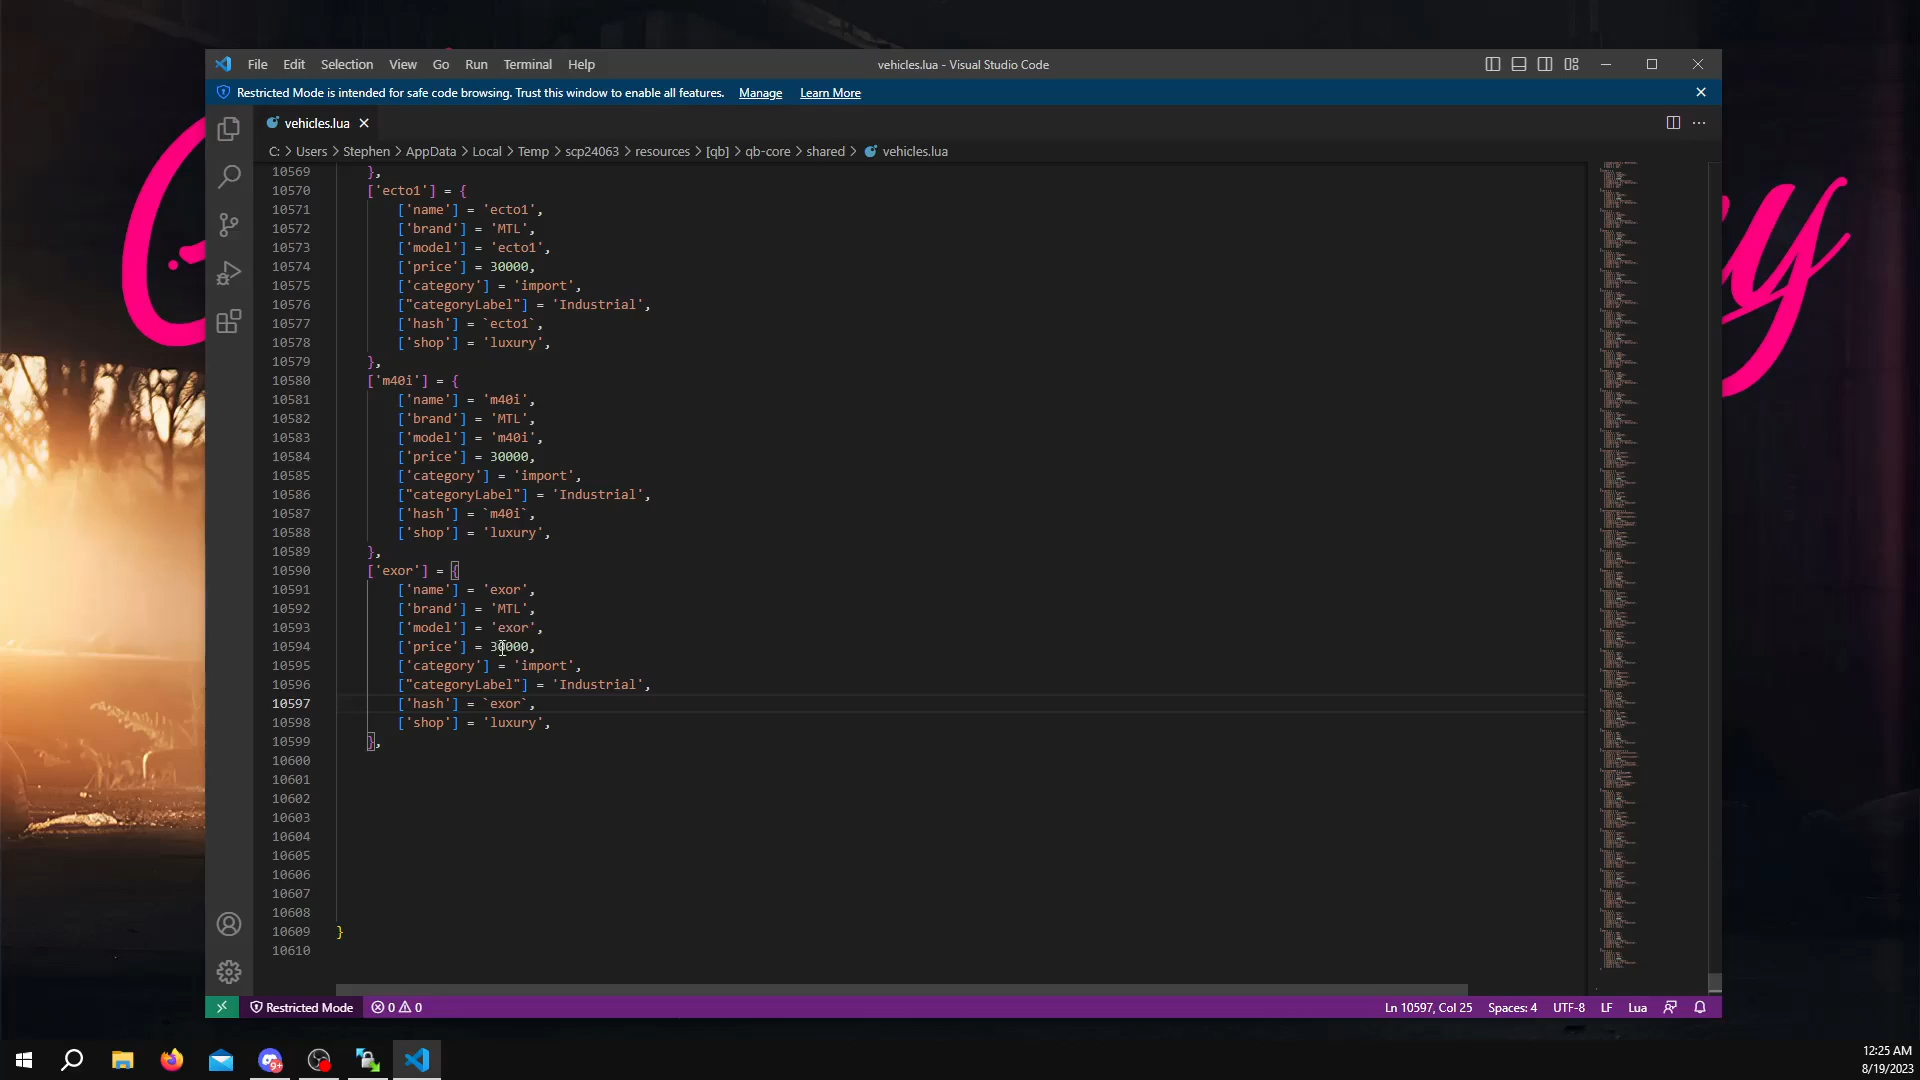 File Edit Selection View Go Run Terminal Help vehicles.lua - Visual Studio Code
Restricted Mode is intended for safe code browsing. Trust this window to enable all features. Manage Learn More
vehicles.lua
C: > Users > Stephen > AppData > Local > Temp > scp24063 > resources > [qb] > qb-core > shared > vehicles.lua
10569 },
10570 ['ecto1'] = {
10571 ['name'] = 'ecto1',
10572 ['brand'] = 'MTL',
10573 ['model'] = 'ecto1',
10574 ['price'] = 30000,
10575 ['category'] = 'import',
10576 ["categoryLabel"] = 'Industrial',
10577 ['hash'] = `ecto1`,
10578 ['shop'] = 'luxury',
10579 },
10580 ['m40i'] = {
10581 ['name'] = 'm40i',
10582 ['brand'] = 'MTL',
10583 ['model'] = 'm40i',
10584 ['price'] = 30000,
10585 ['category'] = 'import',
10586 ["categoryLabel"] = 'Industrial',
10587 ['hash'] = `m40i`,
10588 ['shop'] = 'luxury',
10589 },
10590 ['exor'] = {
10591 ['name'] = 'exor',
10592 ['brand'] = 'MTL',
10593 ['model'] = 'exor',
10594 ['price'] = 30000,
10595 ['category'] = 'import',
10596 ["categoryLabel"] = 'Industrial',
10597 ['hash'] = `exor`,
10598 ['shop'] = 'luxury',
10599 },
10600
10601
10602
10603
10604
10605
10606
10607
10608
10609 }
10610
Restricted Mode 0 0 Ln 10597, Col 25 Spaces: 4 UTF-8 LF Lua
9+
12:25 AM
8/19/2023